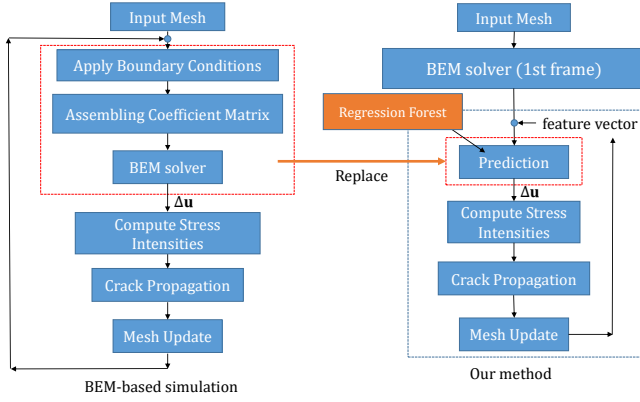 Input Mesh
Apply Boundary Conditions
Assembling Coefficient Matrix
BEM solver
Δu
Compute Stress
Intensities
Crack Propagation
Mesh Update
BEM-based simulation
Replace
Input Mesh
BEM solver (1st frame)
Regression Forest
feature vector
Prediction
Δu
Compute Stress
Intensities
Crack Propagation
Mesh Update
Our method